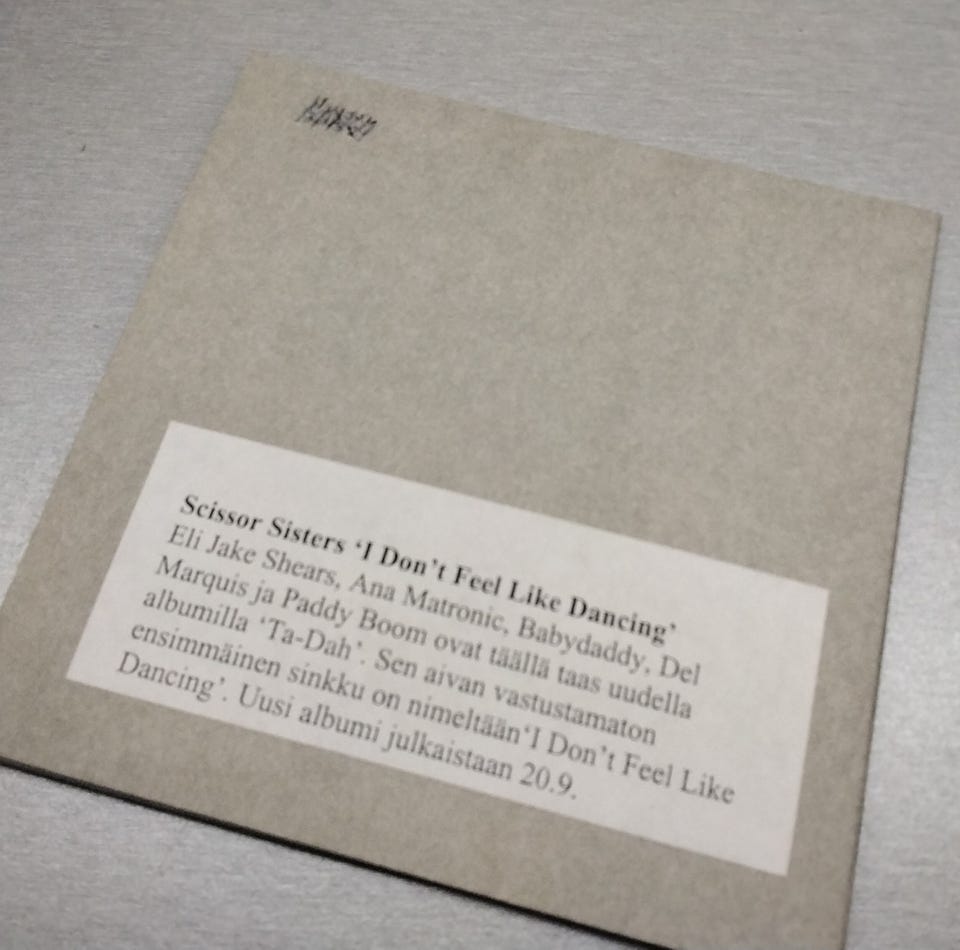 Scissor Sisters ‘I Don’t Feel Like Dancing’
Eli Jake Shears, Ana Matronic, Babydaddy, Del
Marquis ja Paddy Boom ovat täällä taas uudella
albumilla ‘Ta-Dah’. Sen aivan vastustamaton
ensimmäinen sinkku on nimeltään‘I Don’t Feel Like
Dancing’. Uusi albumi julkaistaan 20.9.